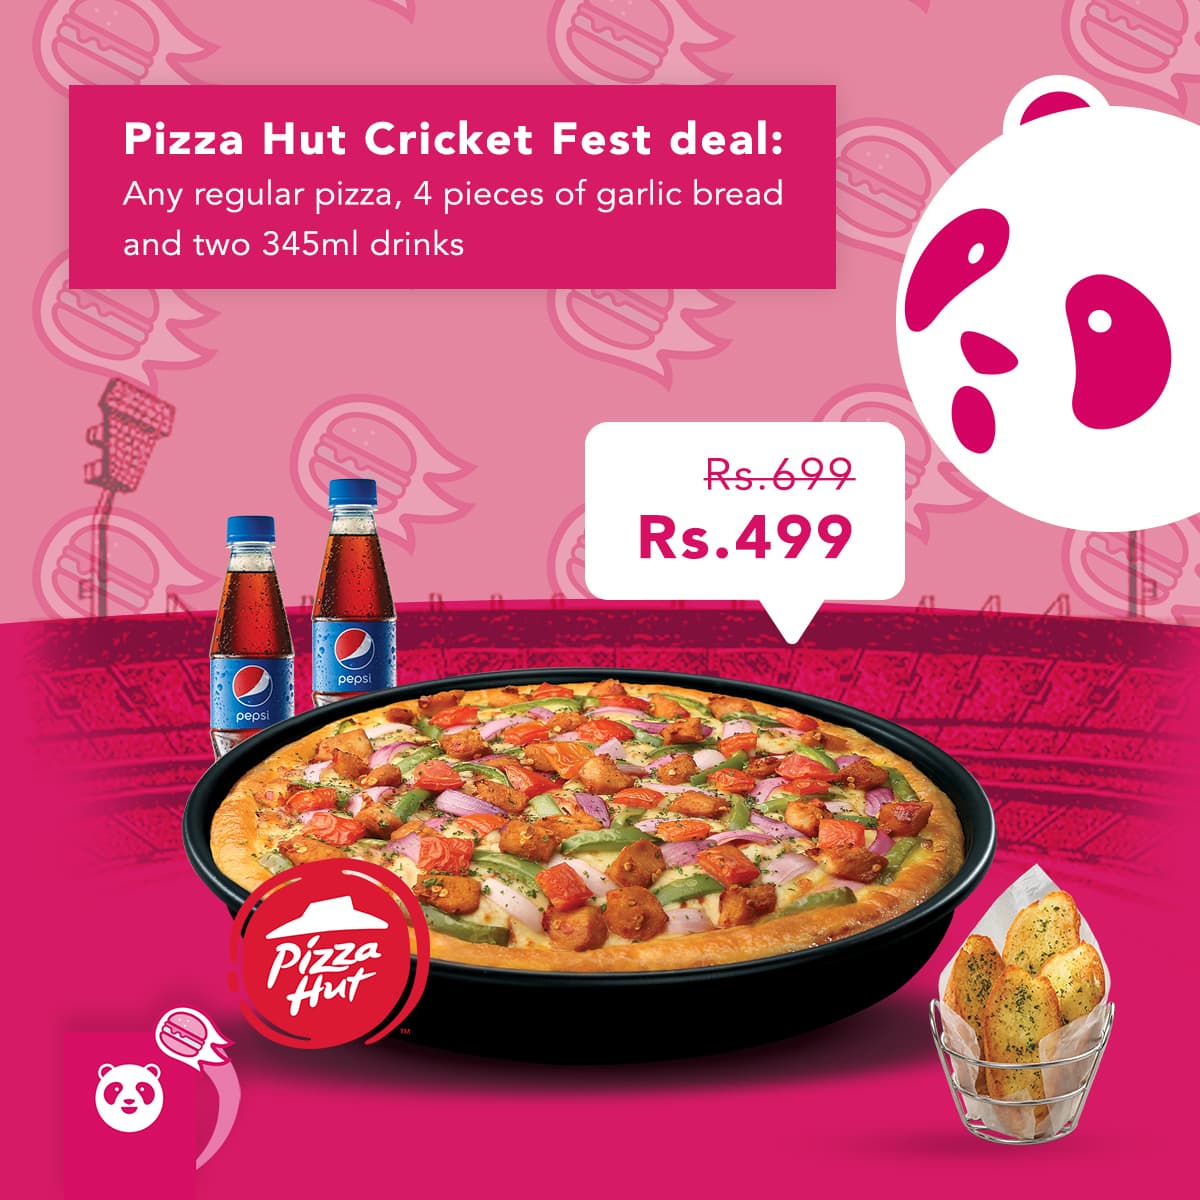 Pizza Hut Cricket Fest deal:
Any regular pizza, 4 pieces of garlic bread
and two 345ml drinks
Rs.699
Rs.499
pepsi
pepsi
Pizza
Hut
TM